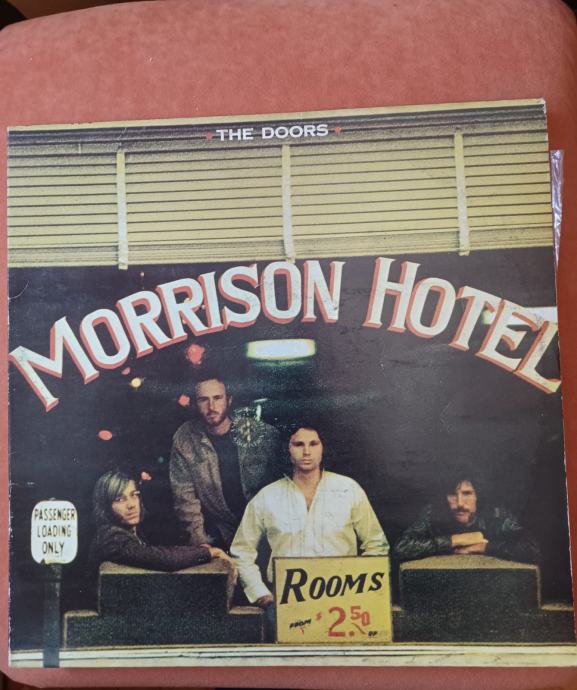 THE DOORS
MORRISON HOTEL
PASSENGER
LOADING
ONLY
ROOMS
FROM $2.50 UP